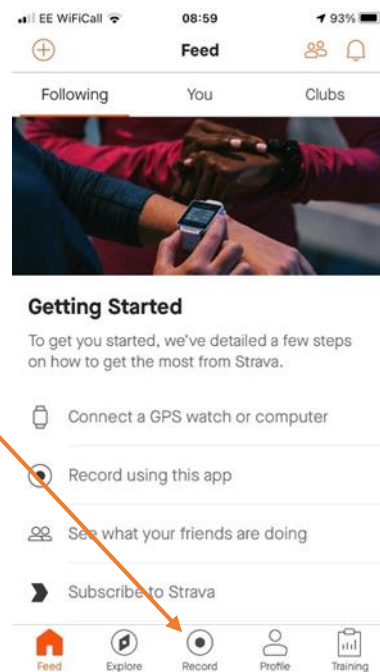 EE WiFiCall 08:59 93%
Feed
Following You Clubs
Getting Started
To get you started, we've detailed a few steps
on how to get the most from Strava.
Connect a GPS watch or computer
Record using this app
See what your friends are doing
Subscribe to Strava
Feed Explore Record Profile Training